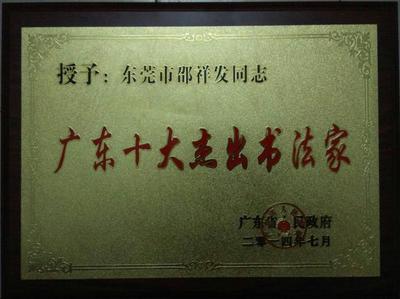 授予：东莞市邵祥发同志
广东十大杰出书法家
广东省人民政府
二零一四年七月